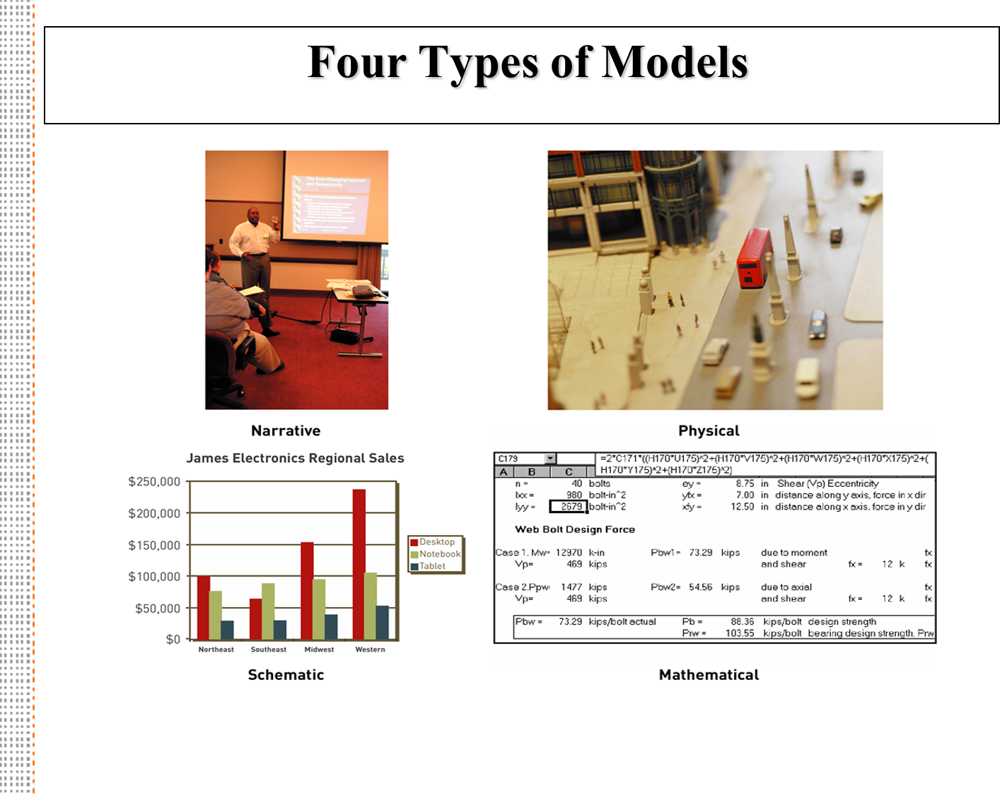 Four Types of Models
The Ever-Changing Internet
and Connectivity
Narrative
Physical
James Electronics Regional Sales
$250,000
$200,000
$150,000
$100,000
$50,000
$0
Northeast Southeast Midwest Western
Desktop
Notebook
Tablet
Schematic
C179 =2*C171*((H170*U175)^2+(H170*V175)^2+(H170*W175)^2+(H170*X175)^2+(
H170*Y175)^2+(H170*Z175)^2)
A B C
n = 40 bolts ey = 8.75 in Shear (Vp) Eccentricity
Ixx = 980 bolt-in^2 yfx = 7.00 in distance along y axis, force in x dir
Iyy = 2679 bolt-in^2 xfy = 12.50 in distance along x axis, force in y dir
Web Bolt Design Force
Case 1. Mw= 12970 k-in Pbw1= 73.29 kips due to moment fx
Vp= 469 kips and shear fx = 12 k fx
Case 2.Ppw 1477 kips Pbw2= 54.56 kips due to axial fx
Vp= 469 kips and shear fx = 12 k fx
Pbw = 73.29 kips/bolt actual Pb = 88.36 kips/bolt design strength
Prw = 103.55 kips/bolt bearing design strength, Prw
Mathematical